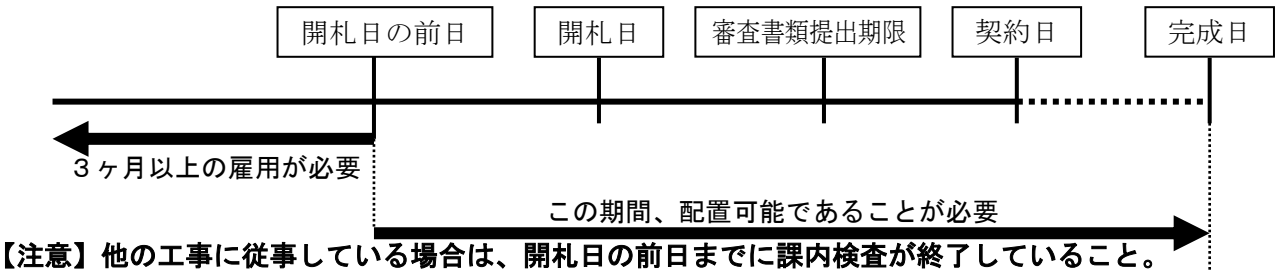 開札日の前日
開札日
審査書類提出期限
契約日
完成日
３ヶ月以上の雇用が必要
この期間、配置可能であることが必要
【注意】他の工事に従事している場合は、開札日の前日までに課内検査が終了していること。